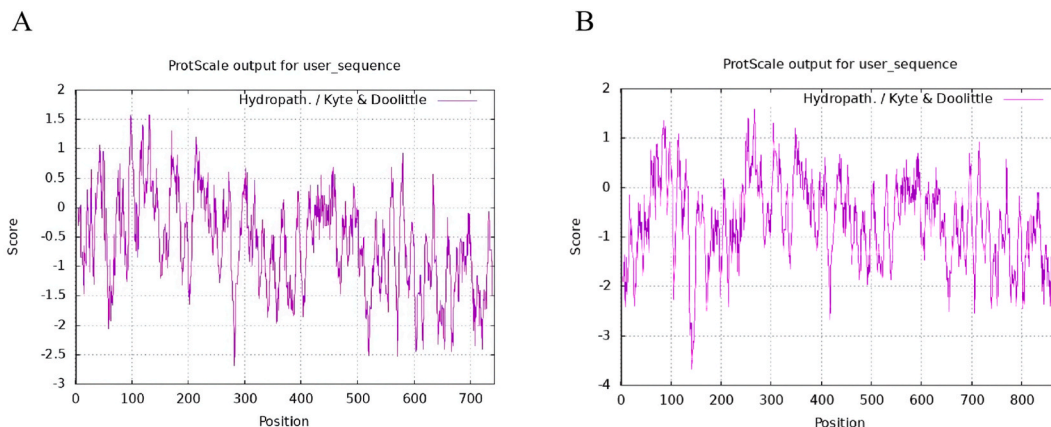 A
ProtScale output for user_sequence
Hydropath. / Kyte & Doolittle
2
1.5
1
0.5
0
-0.5
-1
-1.5
-2
-2.5
-3
Score
0 100 200 300 400 500 600 700
Position
B
ProtScale output for user_sequence
Hydropath. / Kyte & Doolittle
2
1
0
-1
-2
-3
-4
Score
0 100 200 300 400 500 600 700 800
Position